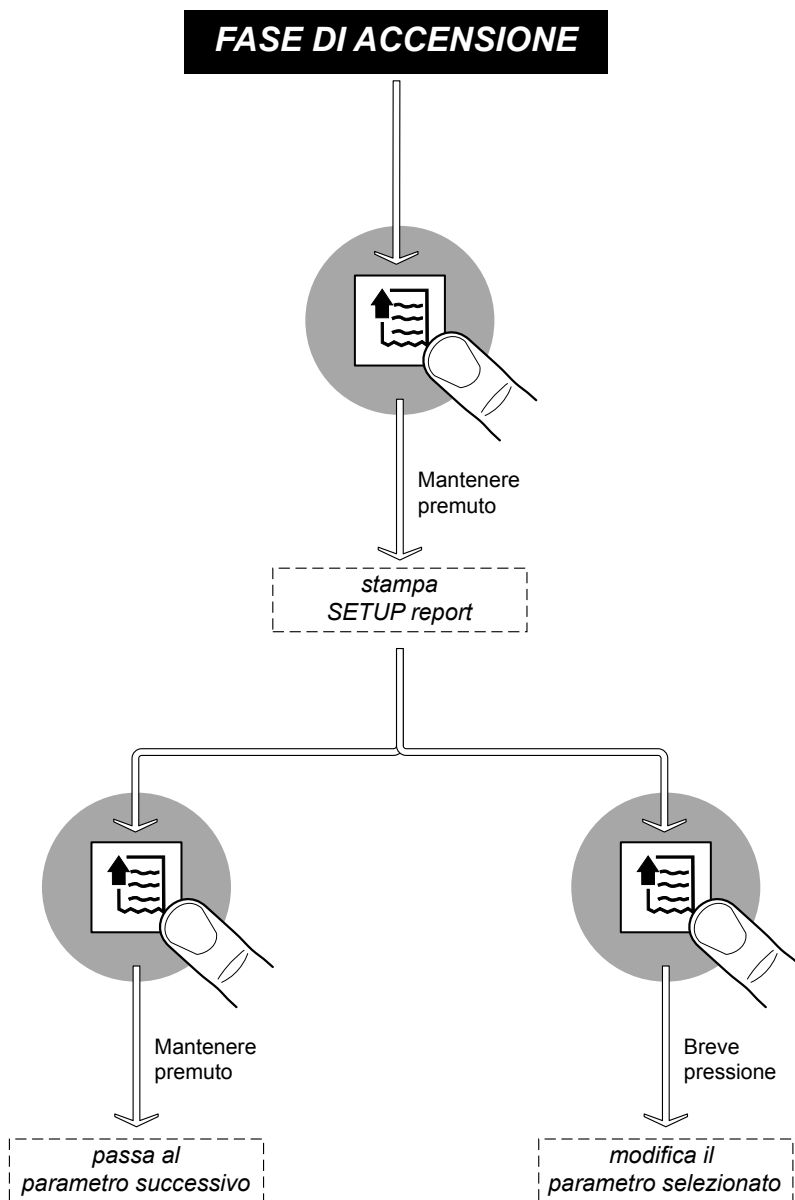 FASE DI ACCENSIONE
Mantenere
premuto
stampa
SETUP report
Mantenere
premuto
Breve
pressione
passa al
parametro successivo
modifica il
parametro selezionato